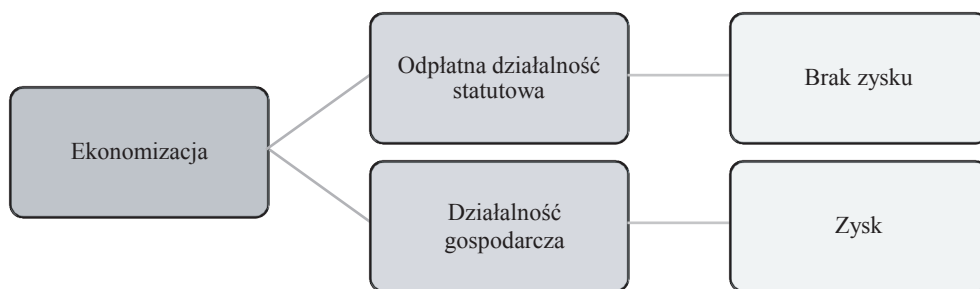 Ekonomizacja
Odpłatna działalność
statutowa
Brak zysku
Działalność
gospodarcza
Zysk